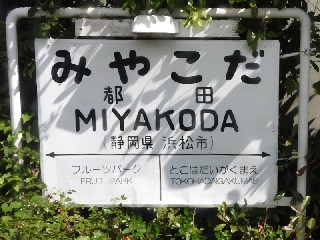 みやこだ
都田
MIYAKODA
(静岡県 浜松市)
フルーツパーク とこはだいがくまえ
FRUIT PARK TOKOHADAGAKUMAE